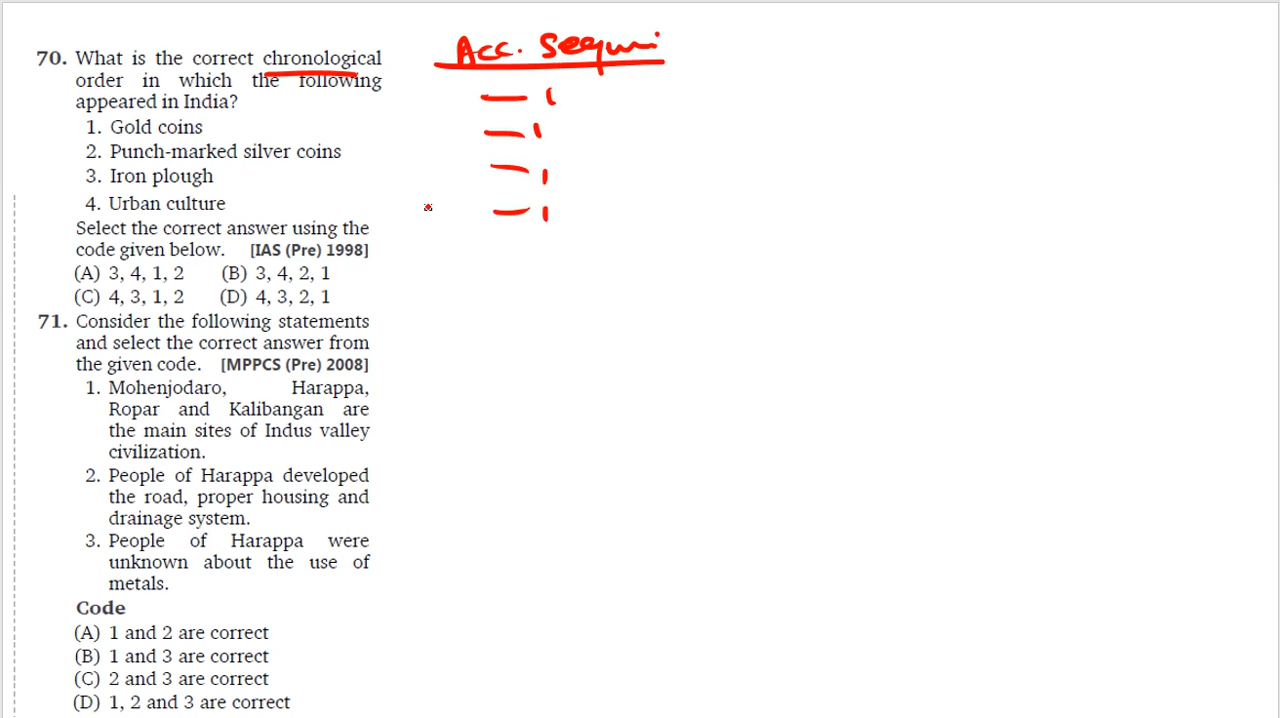 70. What is the correct chronological
order in which the following
appeared in India?
1. Gold coins
2. Punch-marked silver coins
3. Iron plough
4. Urban culture
Select the correct answer using the
code given below. [IAS (Pre) 1998]
(A) 3, 4, 1, 2 (B) 3, 4, 2, 1
(C) 4, 3, 1, 2 (D) 4, 3, 2, 1
71. Consider the following statements
and select the correct answer from
the given code. [MPPCS (Pre) 2008]
1. Mohenjodaro, Harappa,
Ropar and Kalibangan are
the main sites of Indus valley
civilization.
2. People of Harappa developed
the road, proper housing and
drainage system.
3. People of Harappa were
unknown about the use of
metals.
Code
(A) 1 and 2 are correct
(B) 1 and 3 are correct
(C) 2 and 3 are correct
(D) 1, 2 and 3 are correct
Acc.